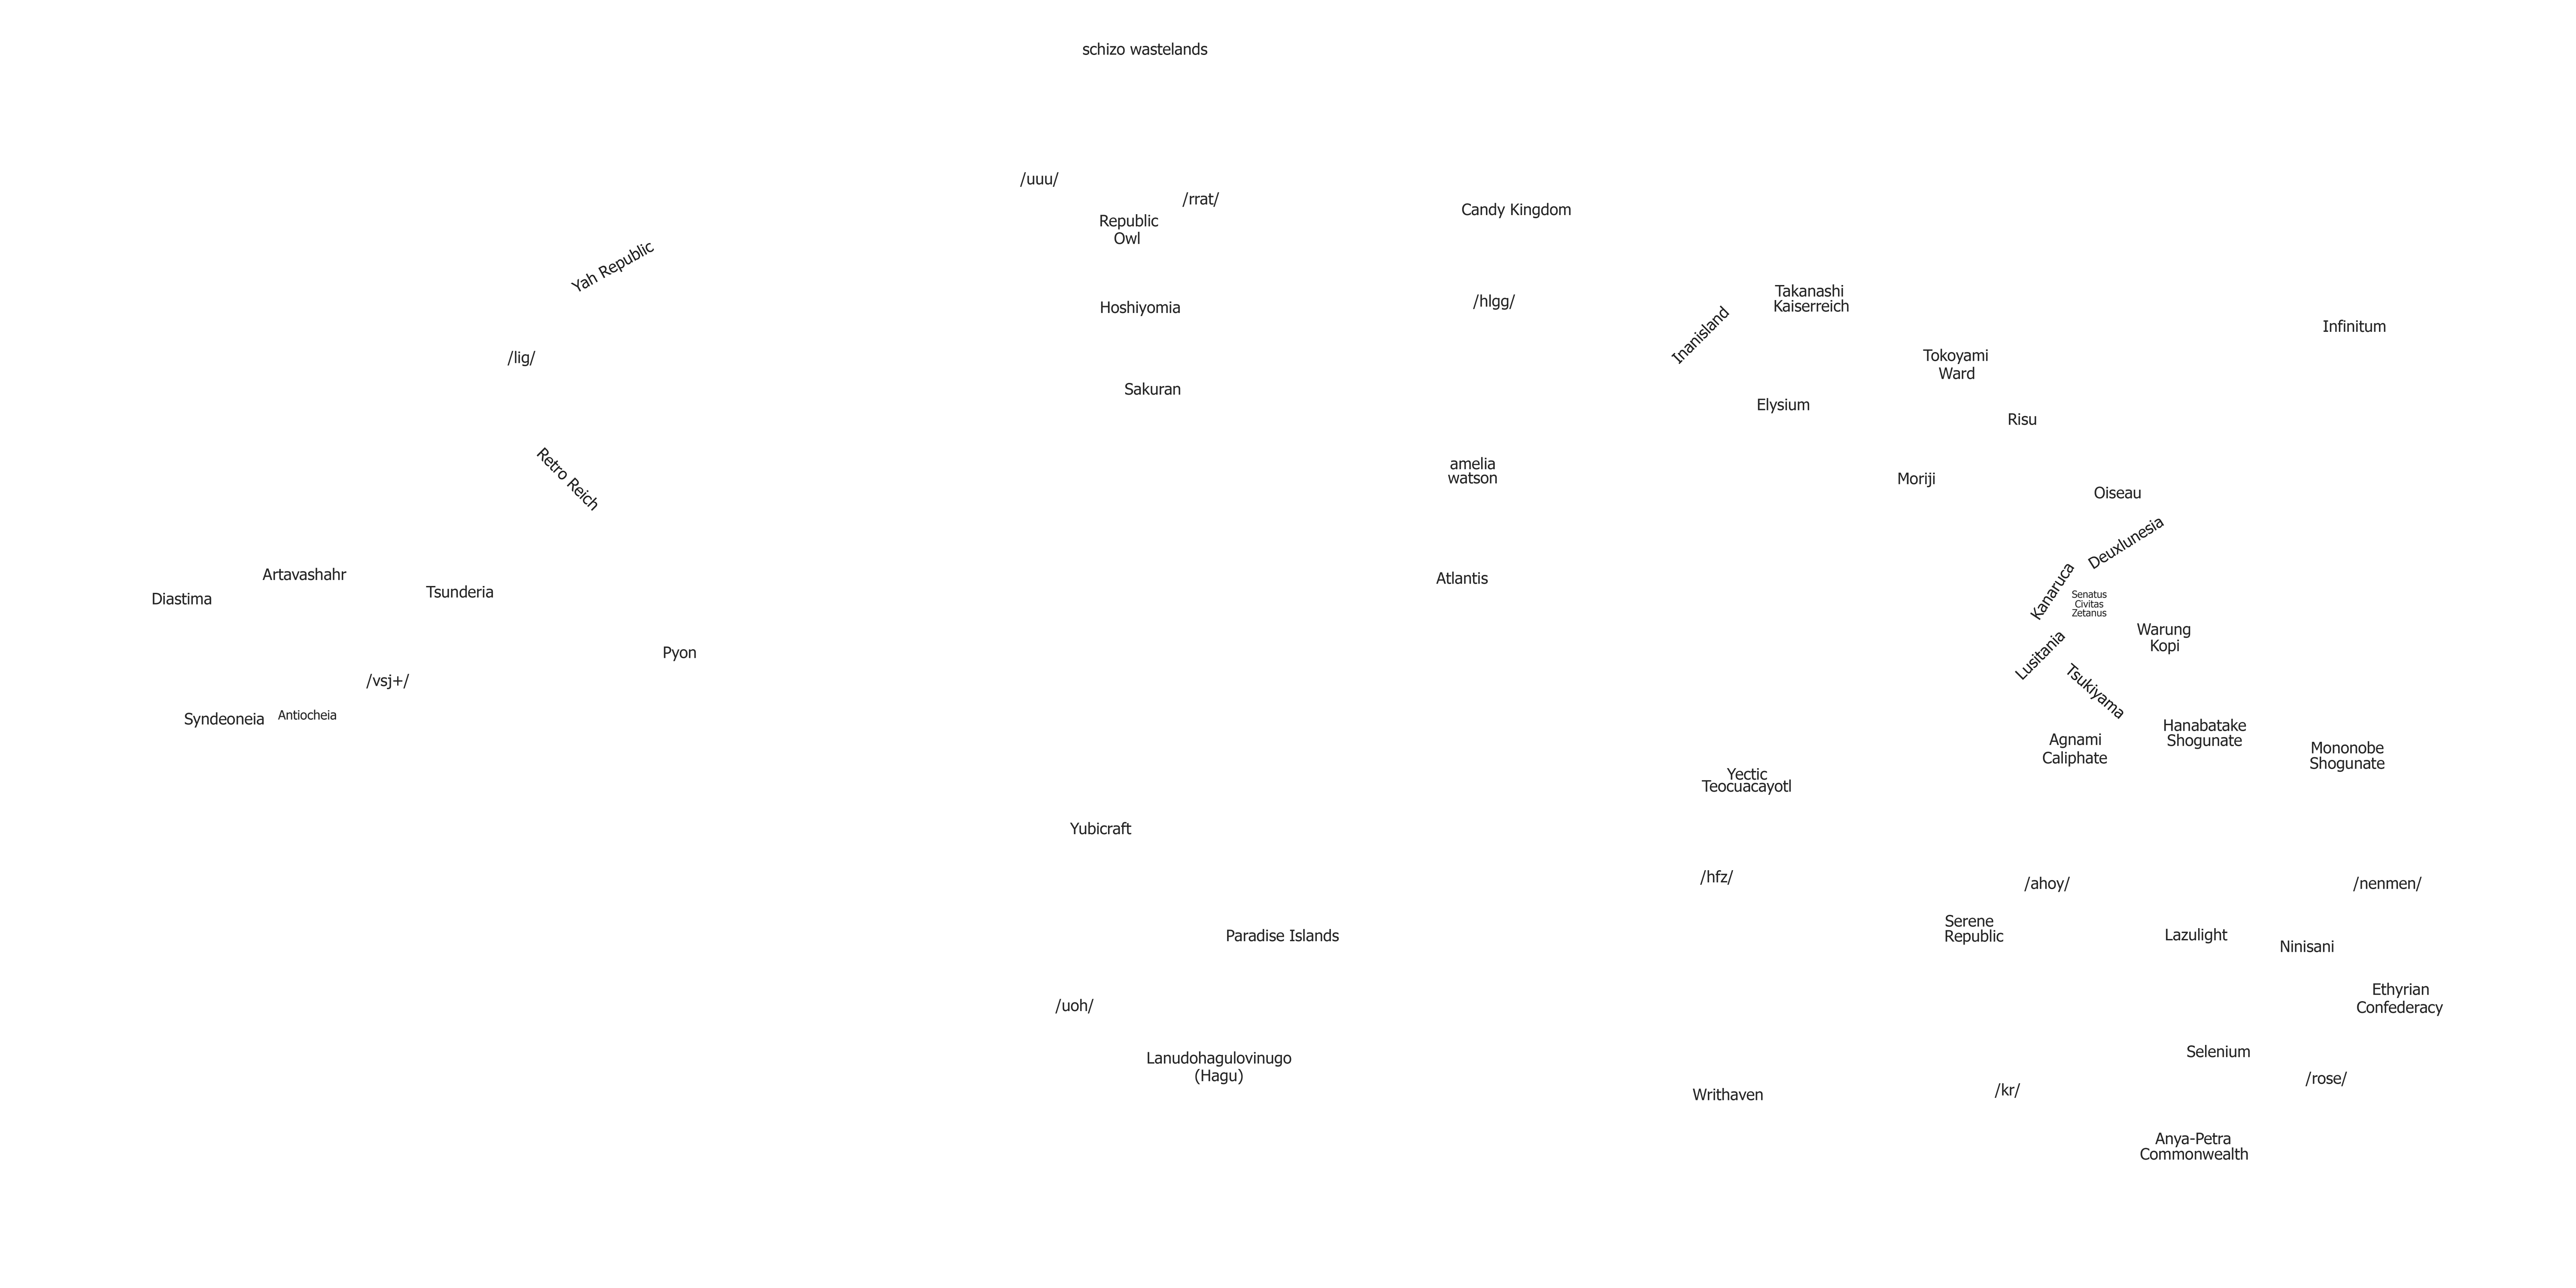 schizo wastelands
/uuu/
/rrat/
Candy Kingdom
Republic
Owl
Yah Republic
Takanashi
Kaiserreich
Hoshiyomia
/hlgg/
Inanisland
Infinitum
/lig/
Tokoyami
Ward
Sakuran
Elysium
Risu
Retro Reich
amelia
watson
Moriji
Oiseau
Deuxlunesia
Artavashahr
Atlantis
Diastima
Tsunderia
Kanaruca
Senatus
Civitas
Zetanus
Warung
Kopi
Pyon
Lusitania
/vsj+/
Tsukiyama
Syndeoneia
Antiocheia
Hanabatake
Shogunate
Agnami
Caliphate
Mononobe
Shogunate
Yectic
Teocuacayotl
Yubicraft
/hfz/
/ahoy/
/nenmen/
Serene
Republic
Paradise Islands
Lazulight
Ninisani
/uoh/
Ethyrian
Confederacy
Lanudohagulovinugo
(Hagu)
Selenium
/rose/
Writhaven
/kr/
Anya-Petra
Commonwealth